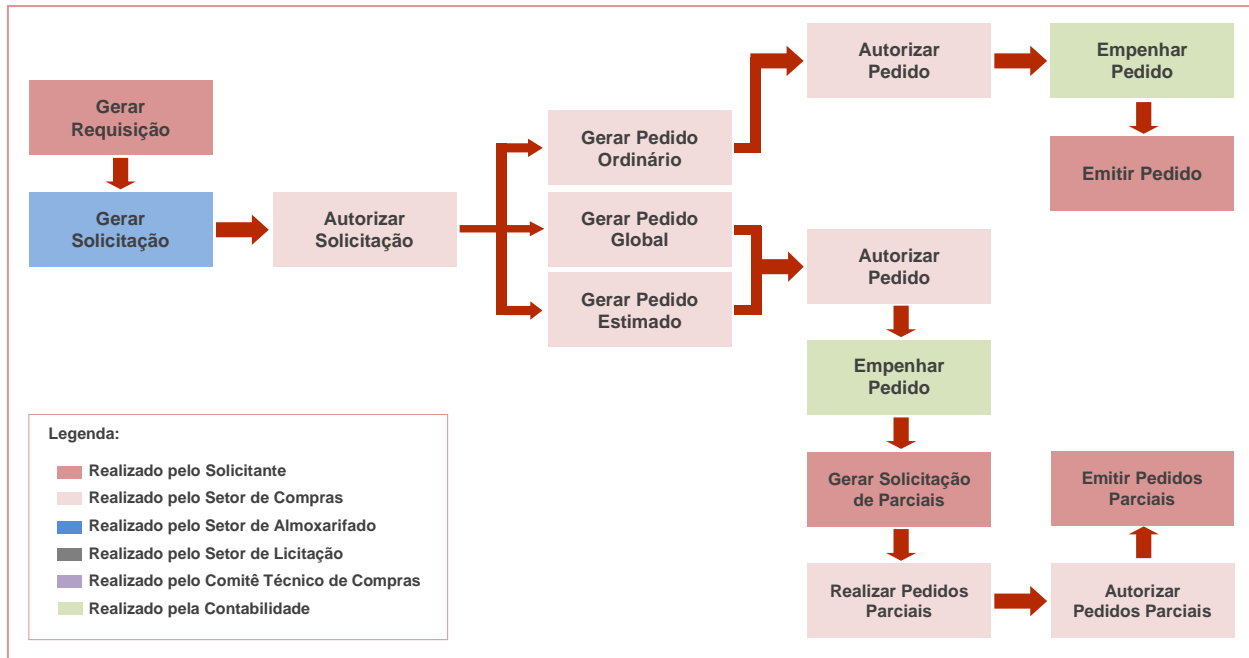 Gerar
Requisição
Gerar
Solicitação
Autorizar
Solicitação
Gerar Pedido
Ordinário
Gerar Pedido
Global
Gerar Pedido
Estimado
Autorizar
Pedido
Empenhar
Pedido
Emitir Pedido
Autorizar
Pedido
Empenhar
Pedido
Gerar Solicitação
de Parciais
Realizar Pedidos
Parciais
Autorizar
Pedidos Parciais
Emitir Pedidos
Parciais
Legenda:
Realizado pelo Solicitante
Realizado pelo Setor de Compras
Realizado pelo Setor de Almoxarifado
Realizado pelo Setor de Licitação
Realizado pelo Comitê Técnico de Compras
Realizado pela Contabilidade